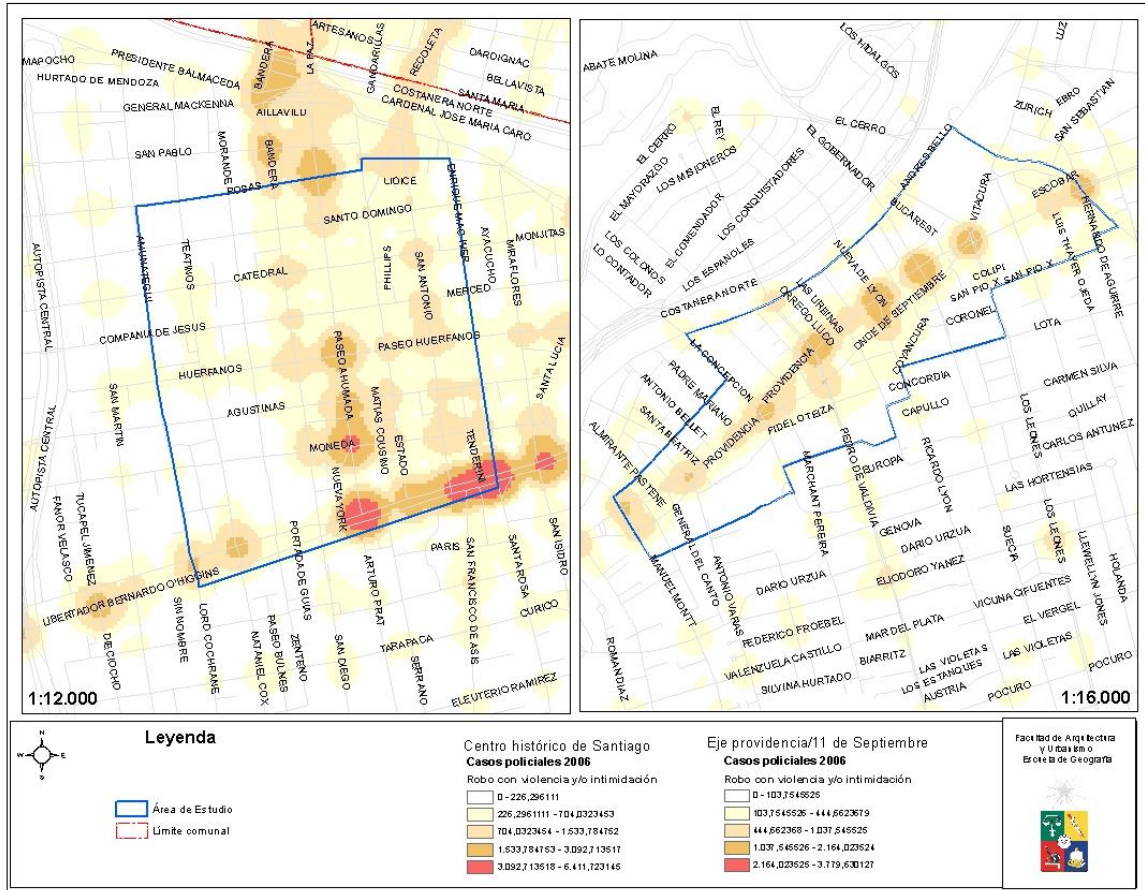 ARTESANOS
LA PAZ
BANDERA
GANDARILLAS
RECOLETA
DARDIGNAC
BELLAVISTA
SANTA MARIA
MAPOCHO
PRESIDENTE BALMACEDA
HURTADO DE MENDOZA
GENERAL MACKENNA
COSTANERA NORTE
CARDENAL JOSE MARIA CARO
AILLAVILU
SAN PABLO
MORANDE
BANDERA
ROSAS
ENRIQUE MAC-IVER
SANTO DOMINGO
AYACUCHO
MIRAFLORES
MONJITAS
AUTOPISTA CENTRAL
AMUNATEGUI
TEATINOS
CATEDRAL
PHILLIPS
SAN ANTONIO
MERCED
COMPAÑIA DE JESUS
HUERFANOS
PASEO HUERFANOS
PASEO AHUMADA
SANTA LUCIA
SAN MARTIN
AGUSTINAS
MATIAS COUSINO
ESTADO
MONEDA
TENDERINI
AUTOPISTA CENTRAL
FANOR VELASCO
TUCAPEL JIMENEZ
NUEVA YORK
PORTADA DE GUIAS
ARTURO PRAT
PARIS
SAN FRANCISCO DE ASIS
SANTA ROSA
SAN ISIDRO
LIBERTADOR BERNARDO O'HIGGINS
DIECIOCHO
SIN NOMBRE
LORD COCHRANE
NATANIEL COX
PASEO BULNES
ZENTENO
SAN DIEGO
TARAPACA
SERRANO
CURICO
ELEUTERIO RAMIREZ
1:12.000
ABATE MOLINA
LOS HIDALGOS
LUZ
ZURICH
EBRO
SAN SEBASTIAN
EL CERRO
EL REY
EL CERRO
EL MAYORAZGO
LOS MISIONEROS
EL GOBERNADOR
ANDRES BELLO
LOS CONQUISTADORES
EL COMENDADOR
LOS COLONOS
LO CONTADOR
LOS ESPAÑOLES
COSTANERA NORTE
BUCAREST
VITACURA
ESCOBAR
HERNANDO DE AGUIRRE
LUIS THAYER OJEDA
NUEVA DE LYON
LAS URBINAS
ORREGO LUCO
ONCE DE SEPTIEMBRE
COLIPI
SAN PIO X
SAN PIO X
CORONEL
LOTA
LA CONCEPCION
PADRE MARIANO
ANTONIO BELLET
SANTA BEATRIZ
ALMIRANTE PASTENE
PROVIDENCIA
PROVIDENCIA
FIDEL OTEIZA
COYANCURA
CONCORDIA
CAPULLO
CARMEN SILVA
QUILLAY
CARLOS ANTUNEZ
LOS LEONES
LAS HORTENSIAS
PEDRO DE VALDIVIA
RICARDO LYON
EUROPA
MARCHANT PEREIRA
GENERAL DEL CANTO
MANUEL MONTT
ANTONIO VARAS
GENOVA
DARIO URZUA
DARIO URZUA
SUECIA
LOS LEONES
LLEWELLYN JONES
HOLANDA
ELIODORO YANEZ
VICUNA CIFUENTES
EL VERGEL
FEDERICO FROEBEL
MAR DEL PLATA
LAS VIOLETAS
LAS VIOLETAS
ROMAN DIAZ
VALENZUELA CASTILLO
BIARRITZ
LOS ESTANQUES
AUSTRIA
POCURO
POCURO
SILVINA HURTADO
1:16.000
N
W
E
S
Leyenda
Área de Estudio
Límite comunal
Centro histórico de Santiago
Casos policiales 2006
Robo con violencia y/o intimidación
0 - 226,296111
226,2961111 - 704,0323453
704,0323454 - 1.533,784752
1.533,784753 - 3.092,713517
3.092,713518 - 6.411,723145
Eje providencia/11 de Septiembre
Casos policiales 2006
Robo con violencia y/o intimidación
0 - 103,7545525
103,7545526 - 444,6623679
444,662368 - 1.037,545525
1.037,545526 - 2.164,023524
2.164,023525 - 3.779,630127
Facultad de Arquitectura
y Urbanismo
Escuela de Geografía